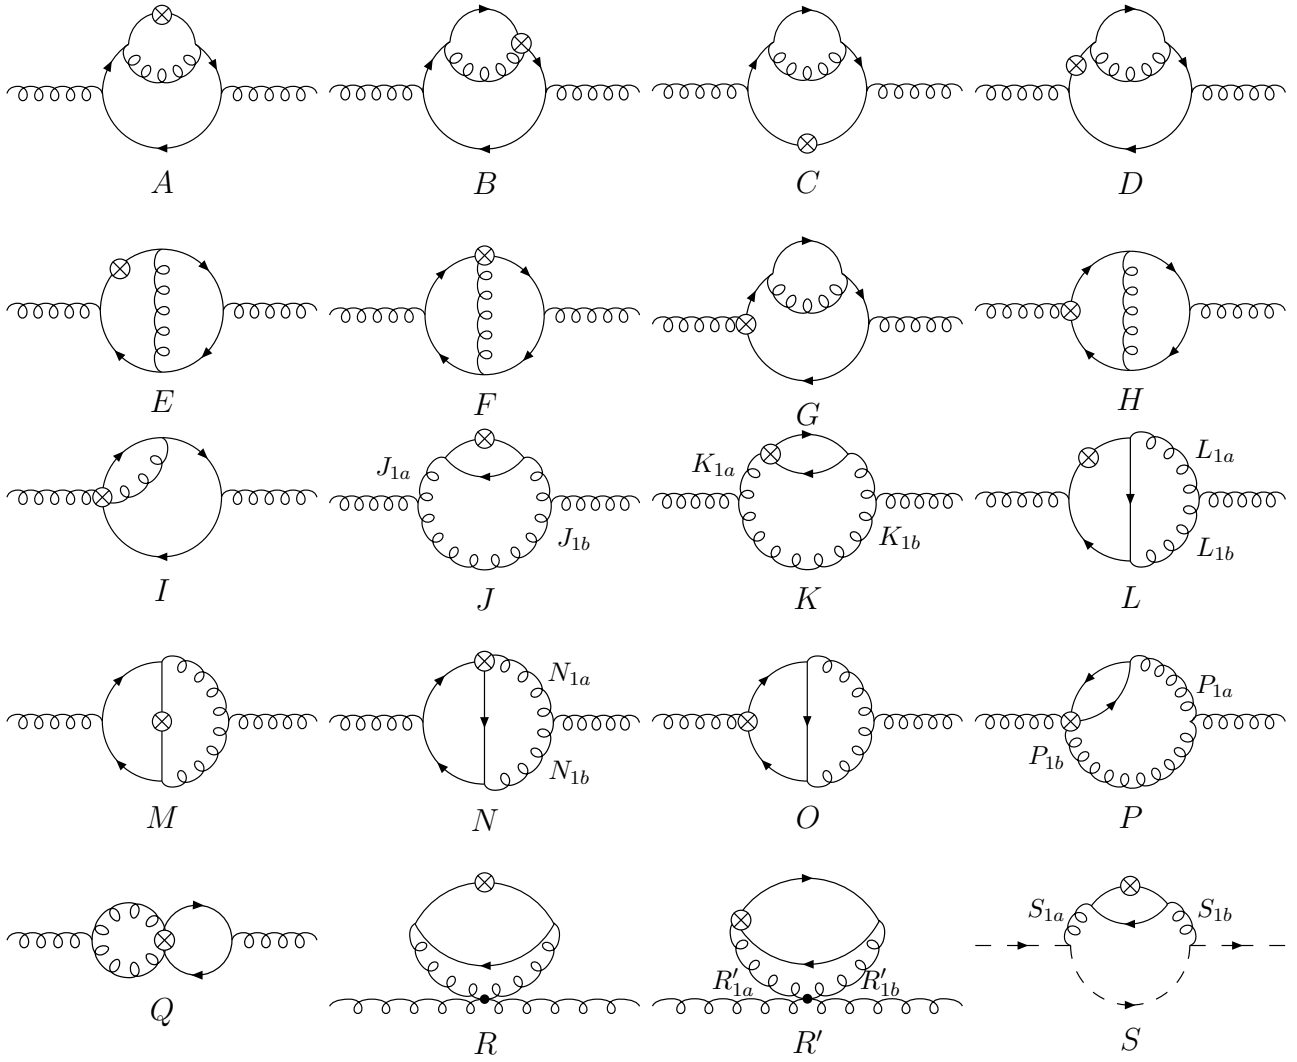 A B C D
E F G H
J₁ₐ K₁ₐ L₁ₐ
J₁b K₁b L₁b
I J K L
N₁ₐ P₁ₐ
N₁b P₁b
M N O P
S₁ₐ S₁b
R′₁ₐ R′₁b
Q R R′ S